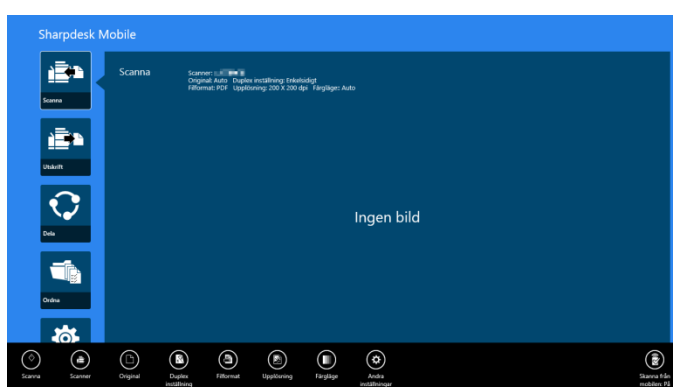 Sharpdesk Mobile
Scanna
Utskrift
Dela
Ordna
Scanna
Scanner:
Original: Auto Duplex inställning: Enkelsidigt
Filformat: PDF Upplösning: 200 X 200 dpi Färgläge: Auto
Ingen bild
Scanna
Scanner
Original
Duplex
inställning
Filformat
Upplösning
Färgläge
Andra
inställningar
Skanna från
mobilen: På